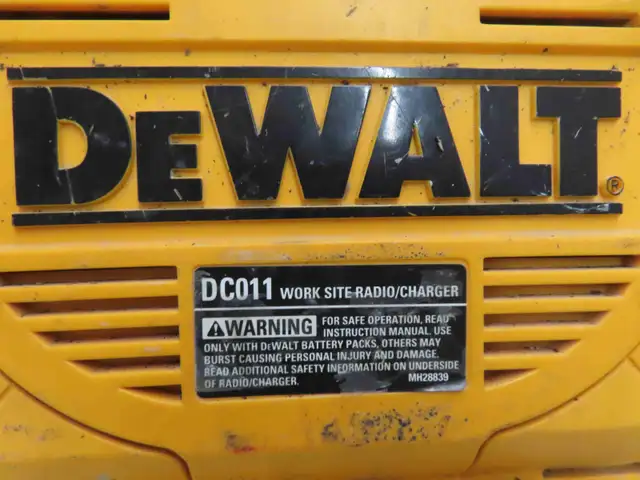 DEWALT®
DC011 WORK SITE RADIO/CHARGER
⚠WARNING FOR SAFE OPERATION, READ
INSTRUCTION MANUAL. USE
ONLY WITH DEWALT BATTERY PACKS, OTHERS MAY
BURST CAUSING PERSONAL INJURY AND DAMAGE.
READ ADDITIONAL SAFETY INFORMATION ON UNDERSIDE
OF RADIO/CHARGER. MH28839